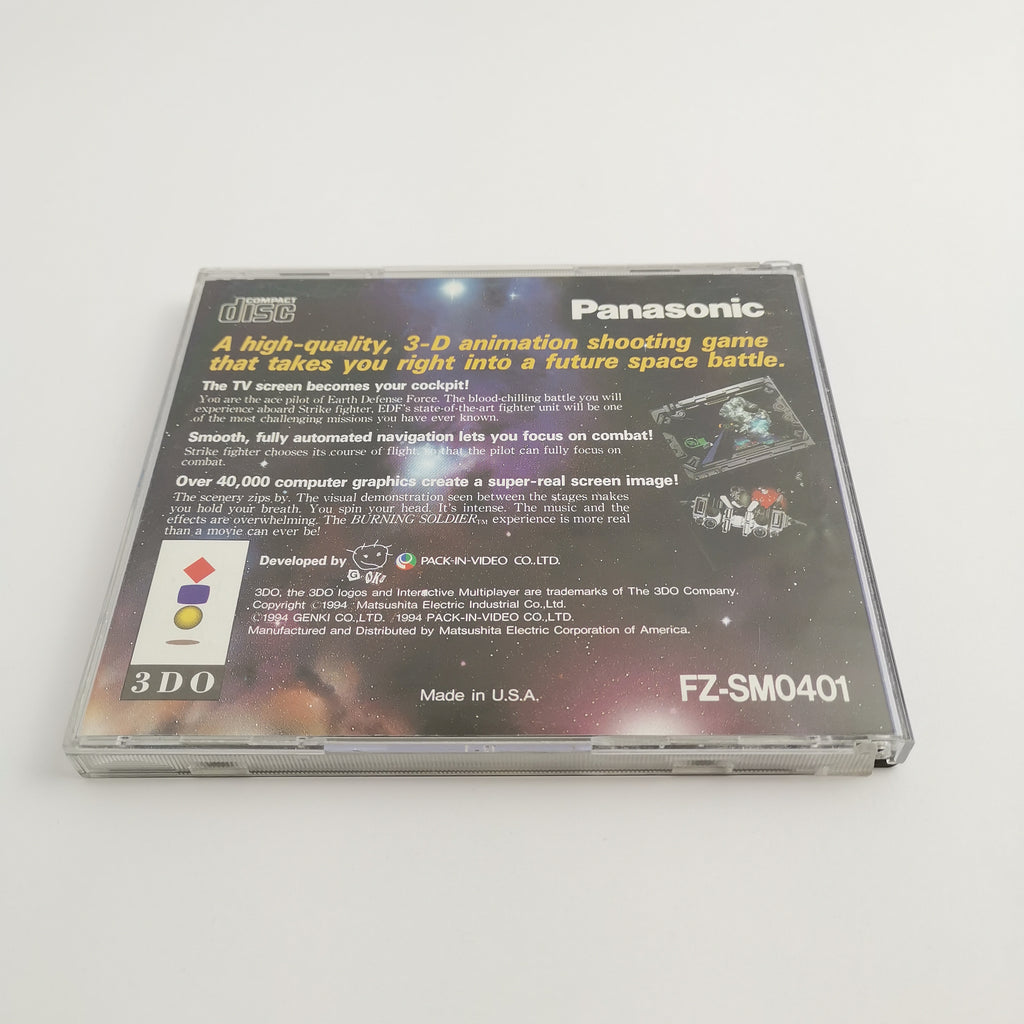 COMPACT
disc
Panasonic
A high-quality, 3-D animation shooting game
that takes you right into a future space battle.
The TV screen becomes your cockpit!
You are the ace pilot of Earth Defense Force. The blood-chilling battle you will
experience aboard Strike fighter, EDF's state-of-the-art fighter unit will be one
of the most challenging missions you have ever known.
Smooth, fully automated navigation lets you focus on combat!
Strike fighter chooses its course of flight, so that the pilot can fully focus on
combat.
Over 40,000 computer graphics create a super-real screen image!
The scenery zips by. The visual demonstration seen between the stages makes
you hold your breath. You spin your head. It's intense. The music and the
effects are overwhelming. The BURNING SOLDIER™ experience is more real
than a movie can ever be!
Developed by
PACK-IN-VIDEO CO.,LTD.
3DO, the 3DO logos and Interactive Multiplayer are trademarks of The 3DO Company.
Copyright ©1994 Matsushita Electric Industrial Co.,Ltd.
©1994 GENKI CO.,LTD. 1994 PACK-IN-VIDEO CO.,LTD.
Manufactured and Distributed by Matsushita Electric Corporation of America.
3DO
Made in U.S.A.
FZ-SM0401